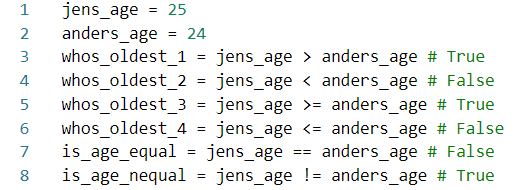 1 jens_age = 25
2 anders_age = 24
3 whos_oldest_1 = jens_age > anders_age # True
4 whos_oldest_2 = jens_age < anders_age # False
5 whos_oldest_3 = jens_age >= anders_age # True
6 whos_oldest_4 = jens_age <= anders_age # False
7 is_age_equal = jens_age == anders_age # False
8 is_age_nequal = jens_age != anders_age # True